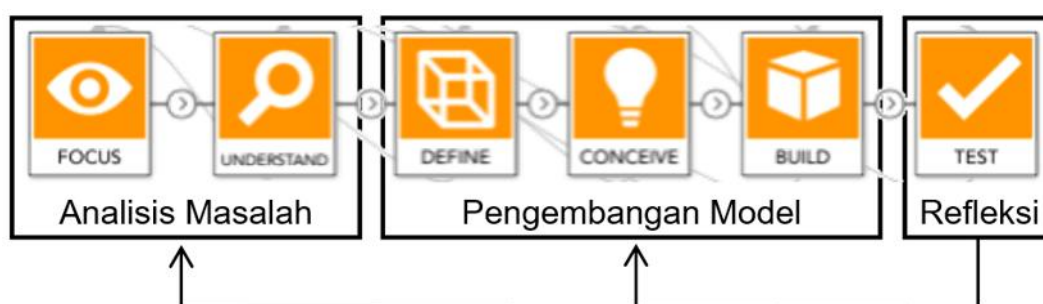 FOCUS
UNDERSTAND
DEFINE
CONCEIVE
BUILD
TEST
Analisis Masalah
Pengembangan Model
Refleksi